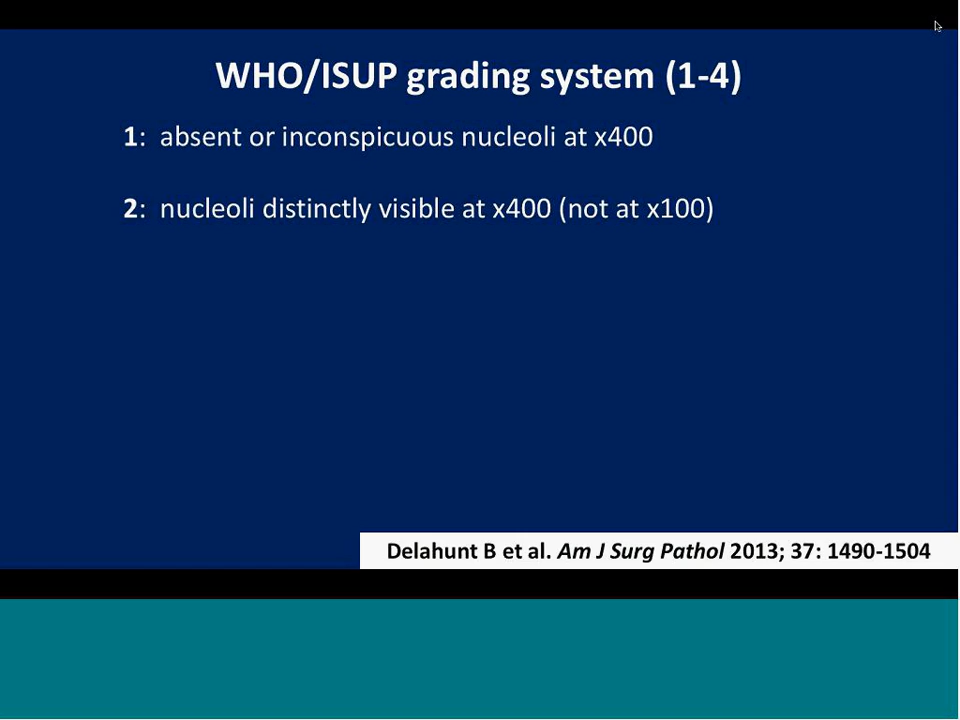 WHO/ISUP grading system (1-4)
1: absent or inconspicuous nucleoli at x400
2: nucleoli distinctly visible at x400 (not at x100)
Delahunt B et al. Am J Surg Pathol 2013; 37: 1490-1504